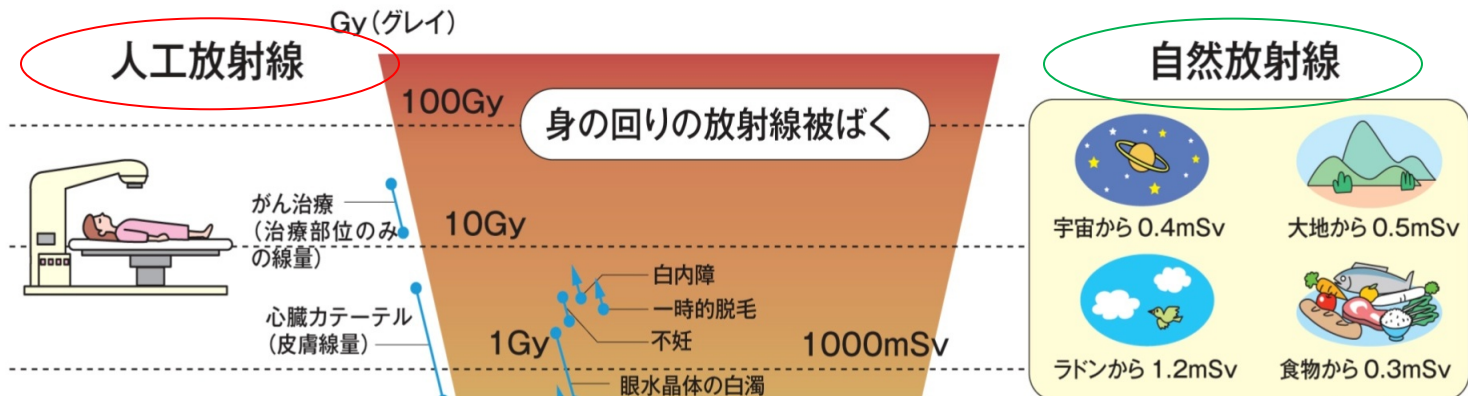 Gy（グレイ）
人工放射線
自然放射線
100Gy
身の回りの放射線被ばく
がん治療
（治療部位のみ
の線量）
10Gy
宇宙から 0.4mSv
大地から 0.5mSv
白内障
一時的脱毛
不妊
心臓カテーテル
（皮膚線量）
1Gy
1000mSv
ラドンから 1.2mSv
食物から 0.3mSv
眼水晶体の白濁